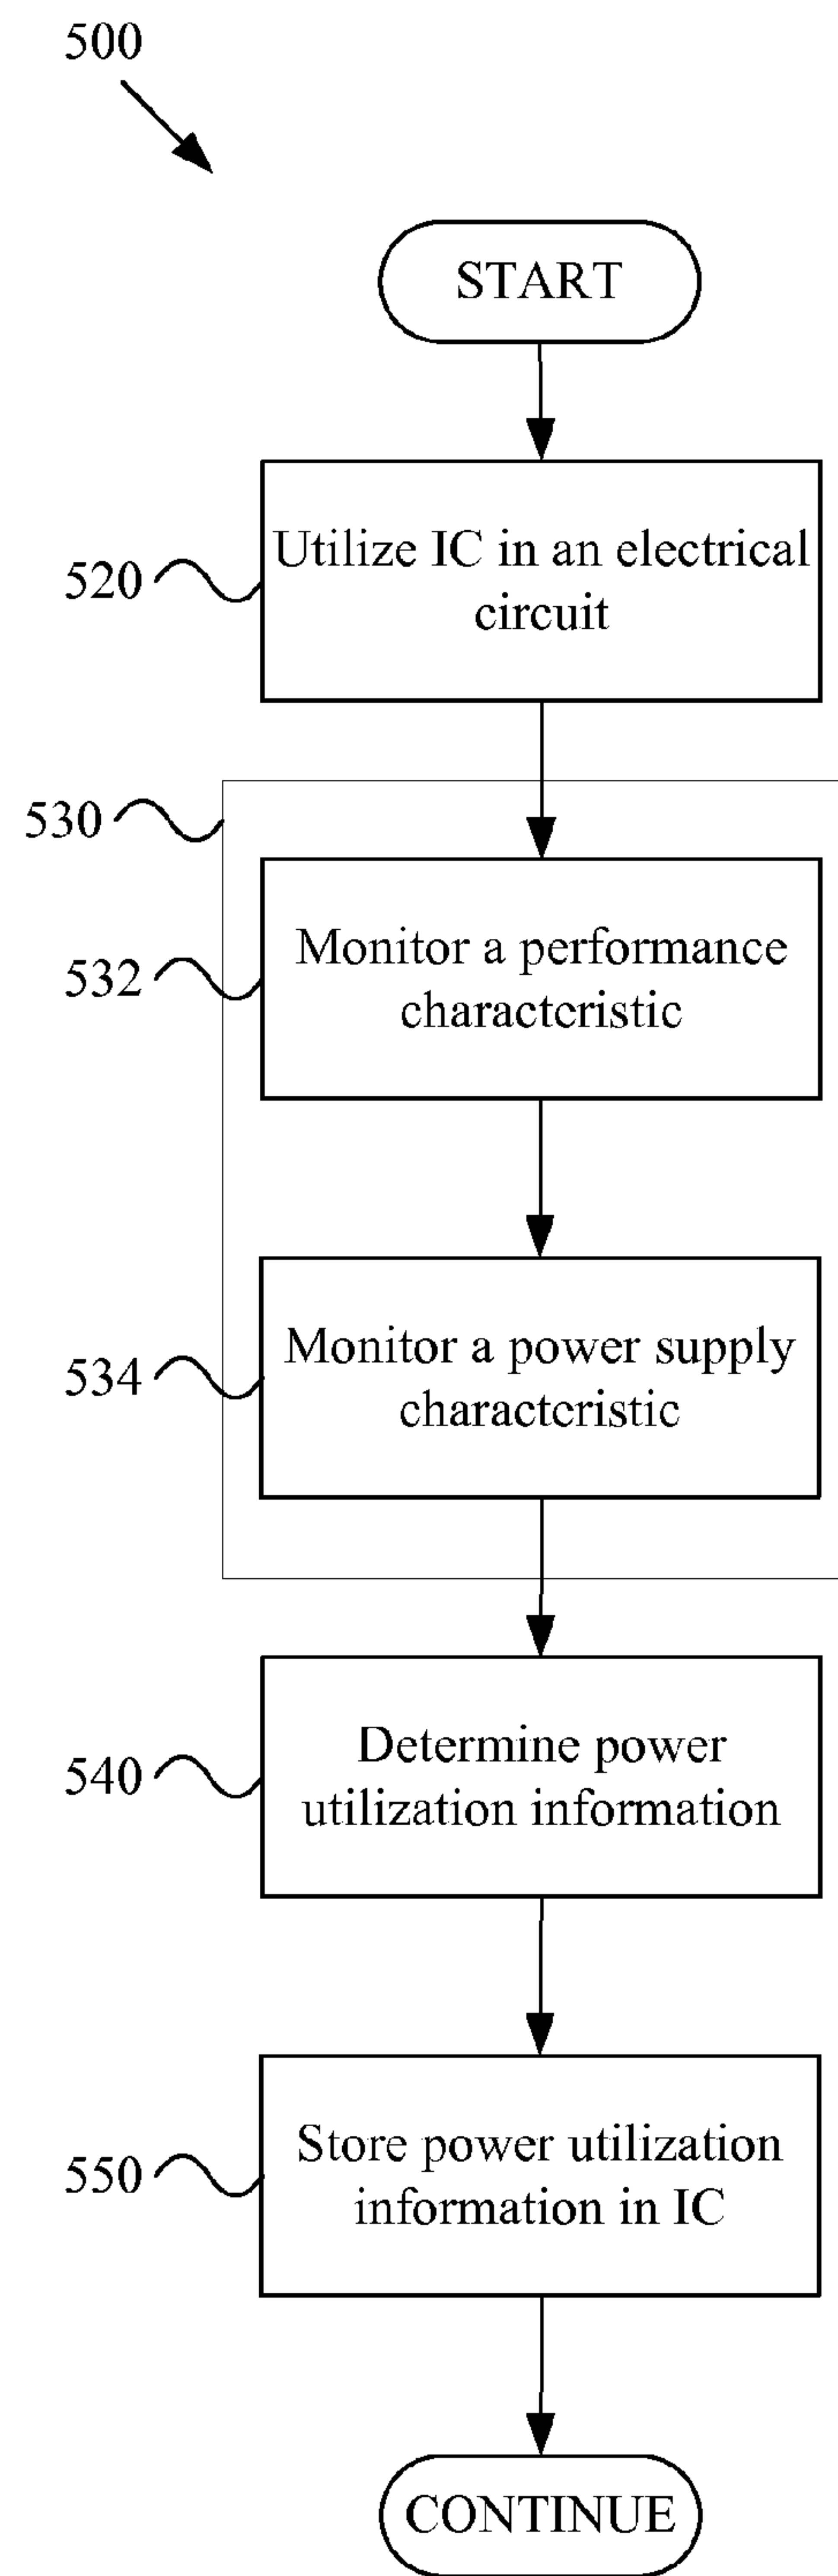 500
START
520
Utilize IC in an electrical
circuit
530
532
Monitor a performance
characteristic
534
Monitor a power supply
characteristic
540
Determine power
utilization information
550
Store power utilization
information in IC
CONTINUE